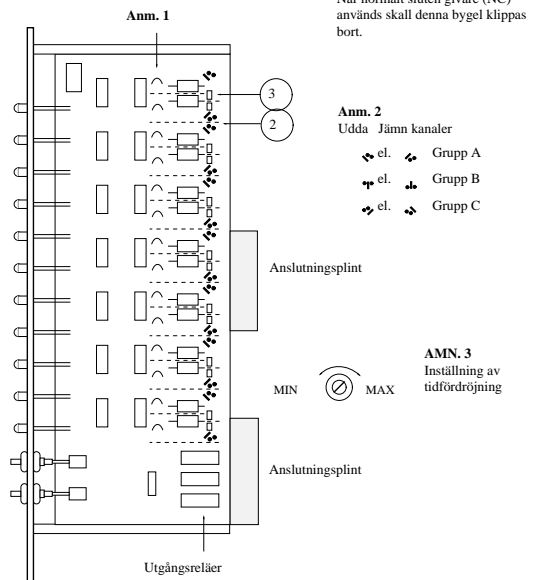 När normalt sluten givare (NC)
används skall denna bygel klippas
bort.
Anm. 1
3
2
Anm. 2
Udda Jämn kanaler
el. Grupp A
el. Grupp B
el. Grupp C
Anslutningsplint
AMN. 3
Inställning av
tidfördröjning
MIN MAX
Anslutningsplint
Utgångsreläer